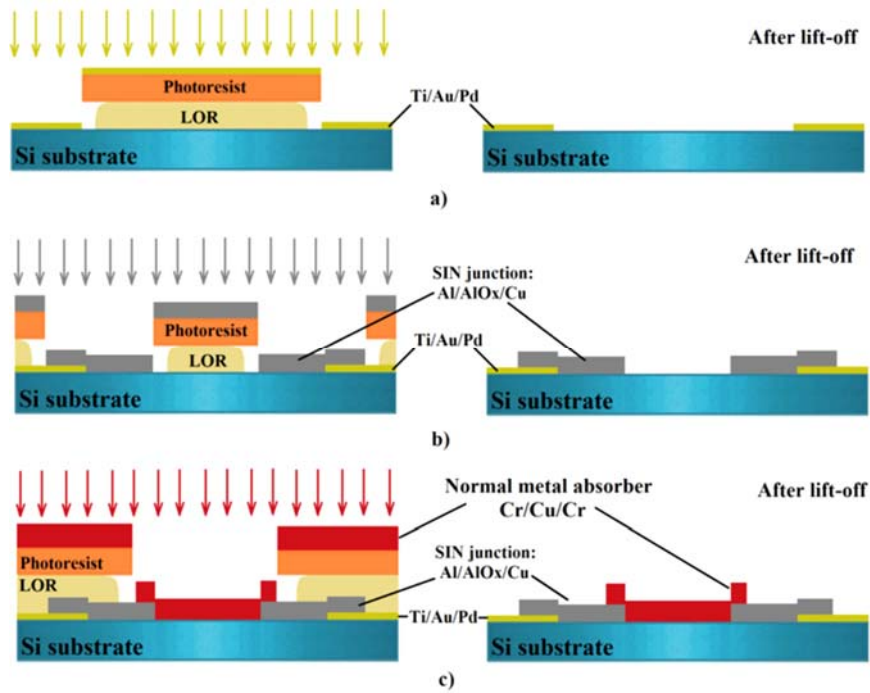 After lift-off
Photoresist
Ti/Au/Pd
LOR
Si substrate
Si substrate
a)
After lift-off
SIN junction:
Al/AlOx/Cu
Photoresist
Ti/Au/Pd
LOR
Si substrate
Si substrate
b)
Normal metal absorber
Cr/Cu/Cr
After lift-off
SIN junction:
Al/AlOx/Cu
Photoresist
LOR
Ti/Au/Pd
Si substrate
Si substrate
c)